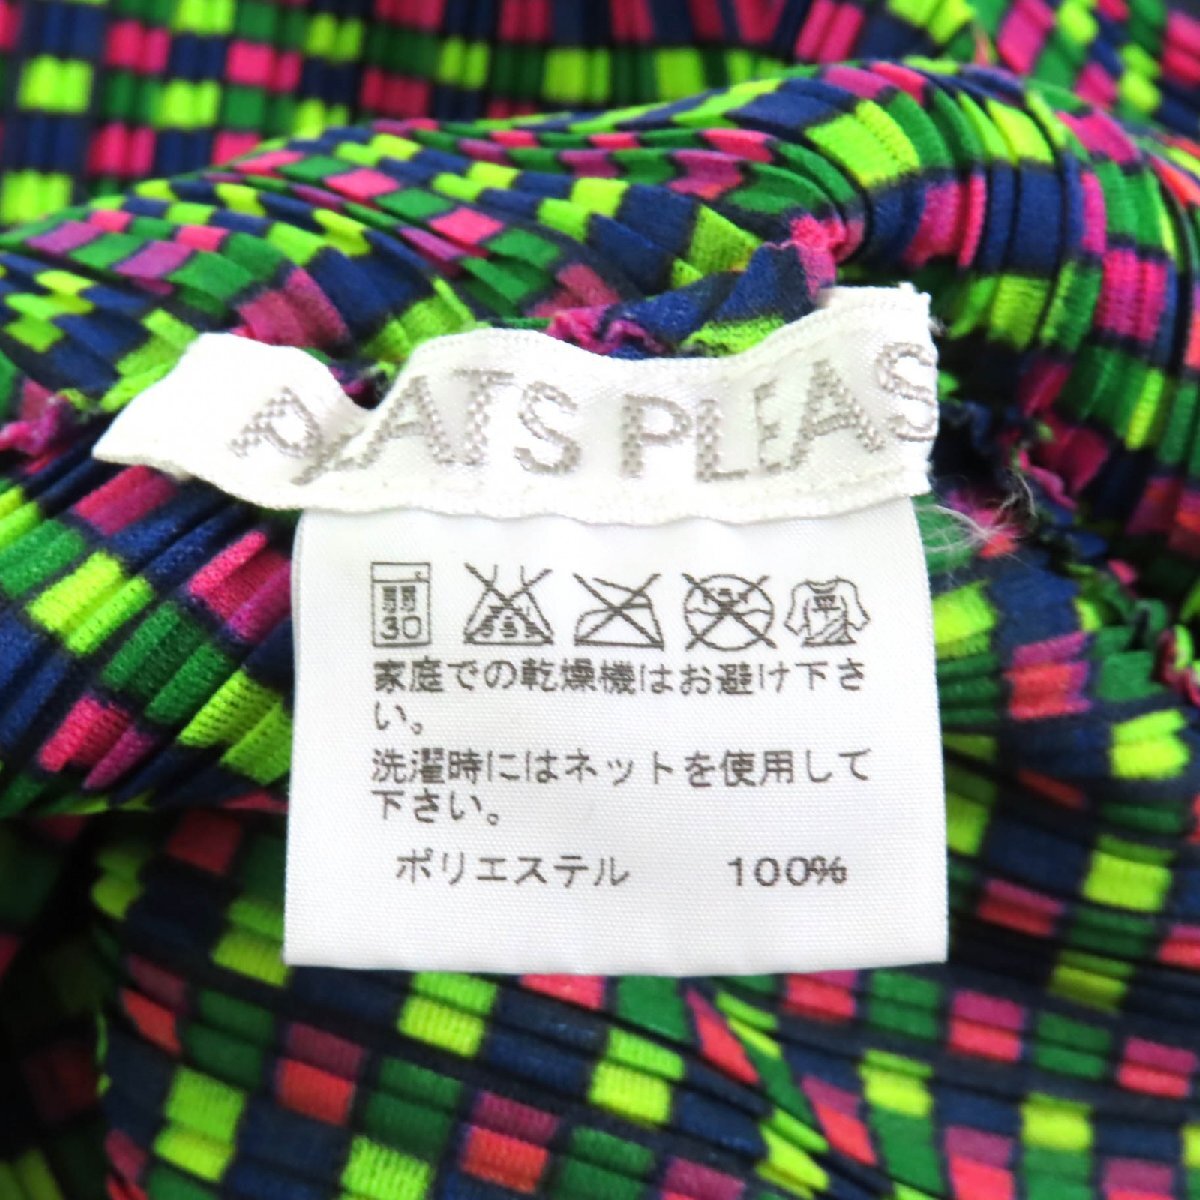 PLEATS PLEAS
30
家庭での乾燥機はお避け下さ
い。
洗濯時にはネットを使用して
下さい。
ポリエステル 100%